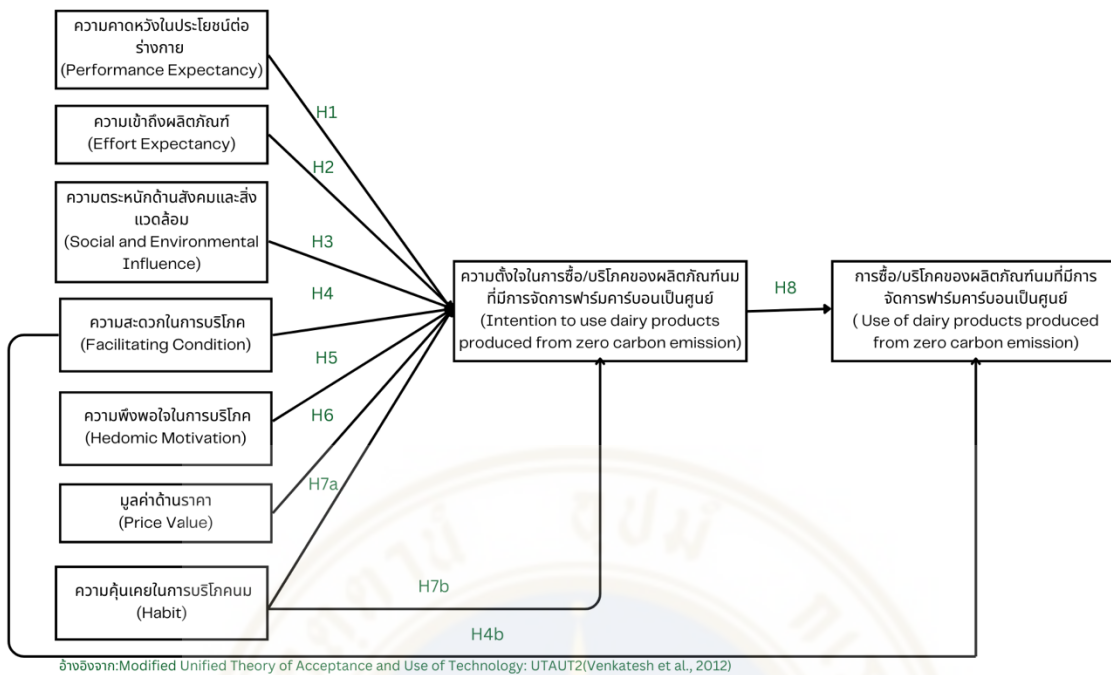 ความคาดหวังในประโยชน์ต่อ
ร่างกาย
(Performance Expectancy)
H1
ความเข้าถึงผลิตภัณฑ์
(Effort Expectancy)
H2
ความตระหนักด้านสังคมและสิ่ง
แวดล้อม
(Social and Environmental
Influence)
H3
H4
ความสะดวกในการบริโภค
(Facilitating Condition)
H5
ความพึงพอใจในการบริโภค
(Hedomic Motivation)
H6
มูลค่าด้านราคา
(Price Value)
H7a
ความคุ้นเคยในการบริโภคนม
(Habit)
H7b
H4b
ความตั้งใจในการซื้อ/บริโภคของผลิตภัณฑ์นม
ที่มีการจัดการฟาร์มคาร์บอนเป็นศูนย์
(Intention to use dairy products
produced from zero carbon emission)
H8
การซื้อ/บริโภคของผลิตภัณฑ์นมที่มีการ
จัดการฟาร์มคาร์บอนเป็นศูนย์
( Use of dairy products produced
from zero carbon emission)
อ้างอิงจาก:Modified Unified Theory of Acceptance and Use of Technology: UTAUT2(Venkatesh et al., 2012)